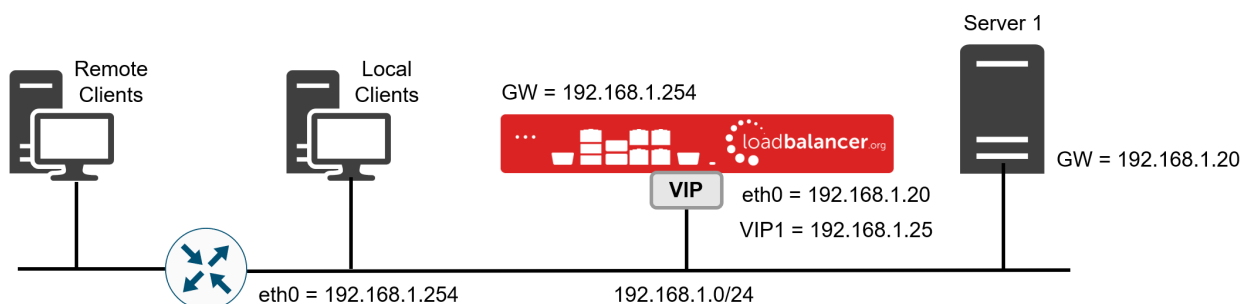 Server 1
Remote
Clients
Local
Clients
GW = 192.168.1.254
loadbalancer.org
GW = 192.168.1.20
VIP
eth0 = 192.168.1.20
VIP1 = 192.168.1.25
eth0 = 192.168.1.254
192.168.1.0/24